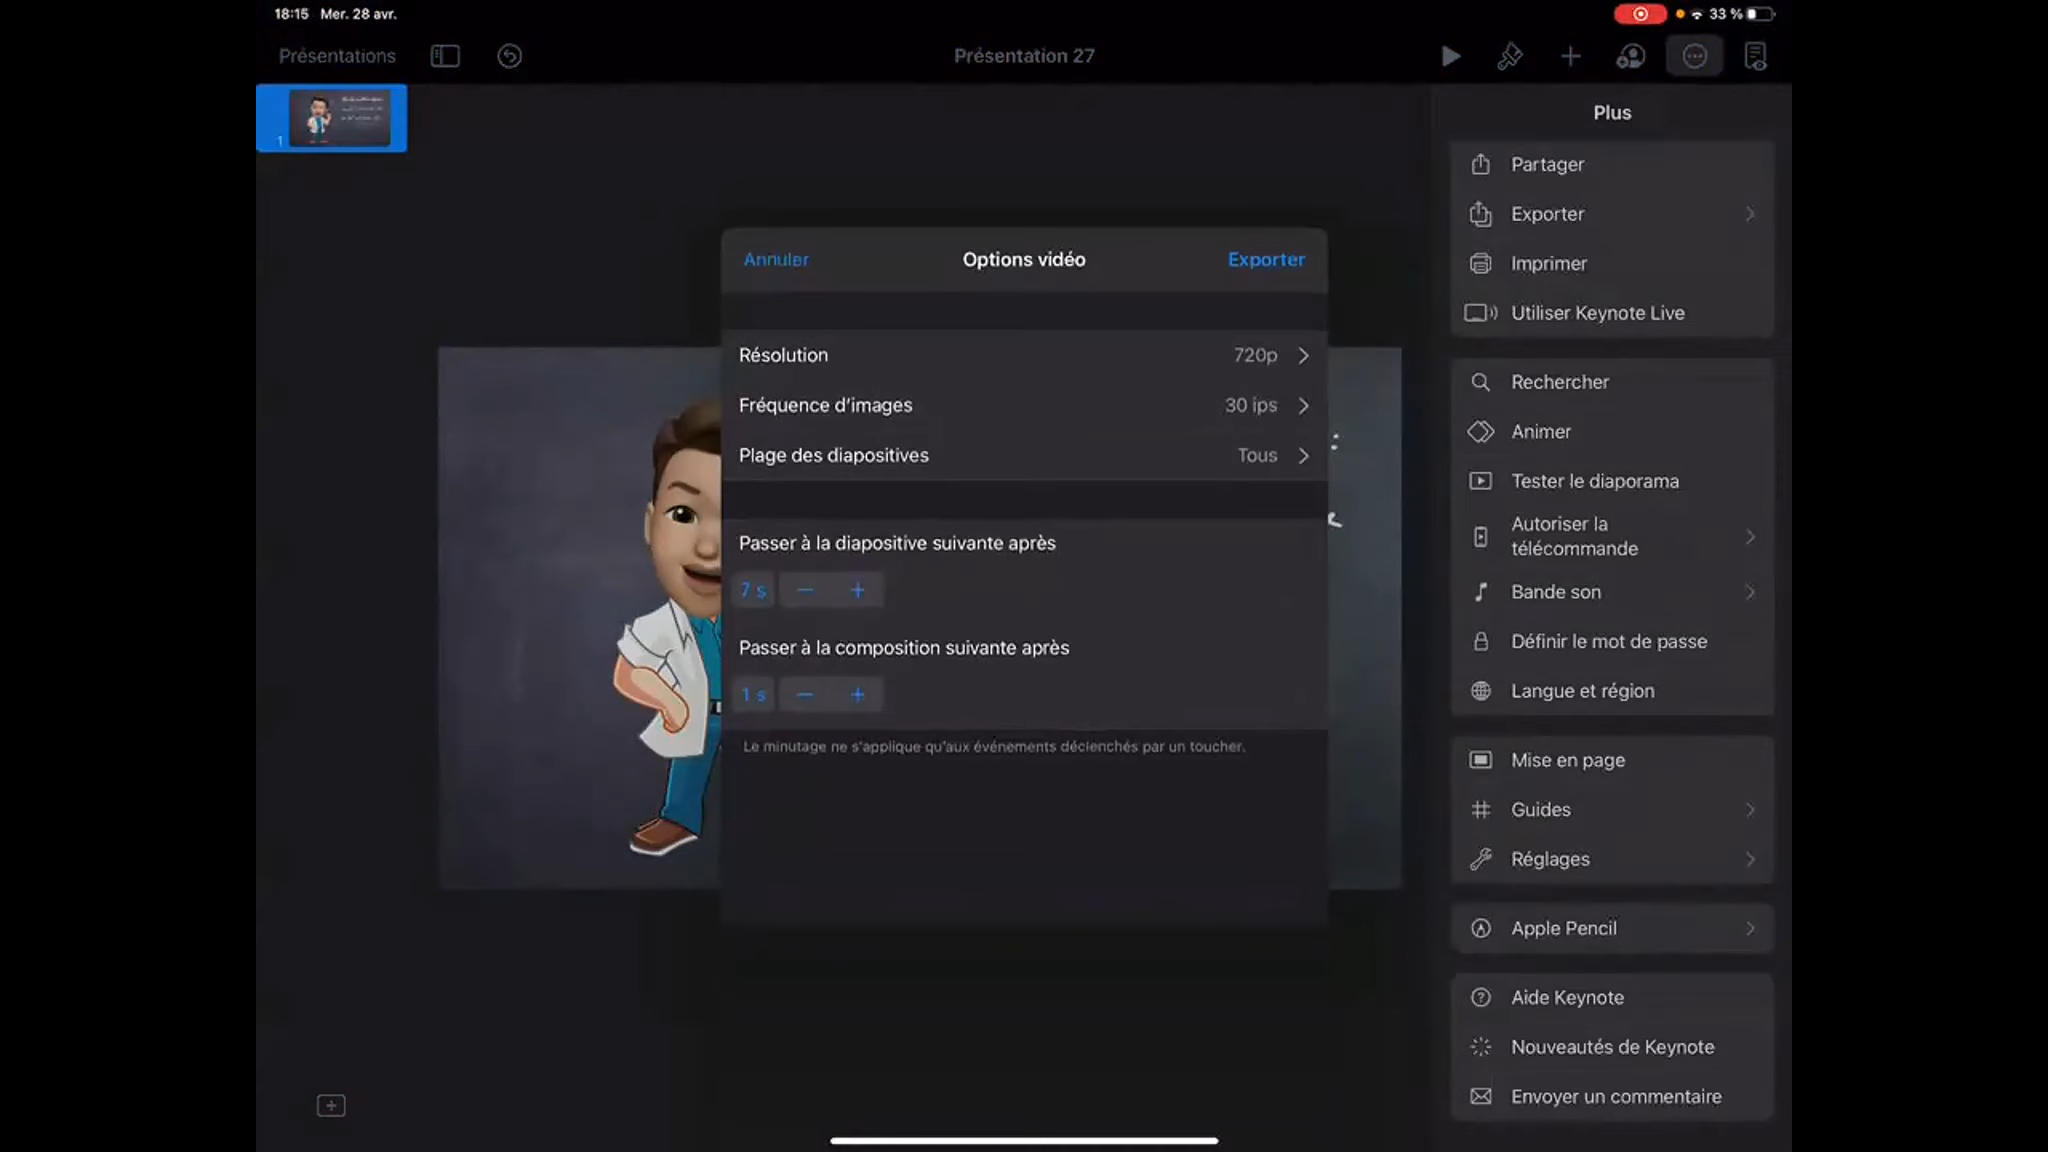 18:15 Mer. 28 avr.
33 %
Présentations
Présentation 27
1
Plus
Partager
Exporter
Imprimer
Utiliser Keynote Live
Rechercher
Animer
Tester le diaporama
Autoriser la
télécommande
Bande son
Définir le mot de passe
Langue et région
Mise en page
Guides
Réglages
Apple Pencil
Aide Keynote
Nouveautés de Keynote
Envoyer un commentaire
Annuler
Options vidéo
Exporter
Résolution 720p
Fréquence d’images 30 ips
Plage des diapositives Tous
Passer à la diapositive suivante après
7 s − +
Passer à la composition suivante après
1 s − +
Le minutage ne s’applique qu’aux événements déclenchés par un toucher.